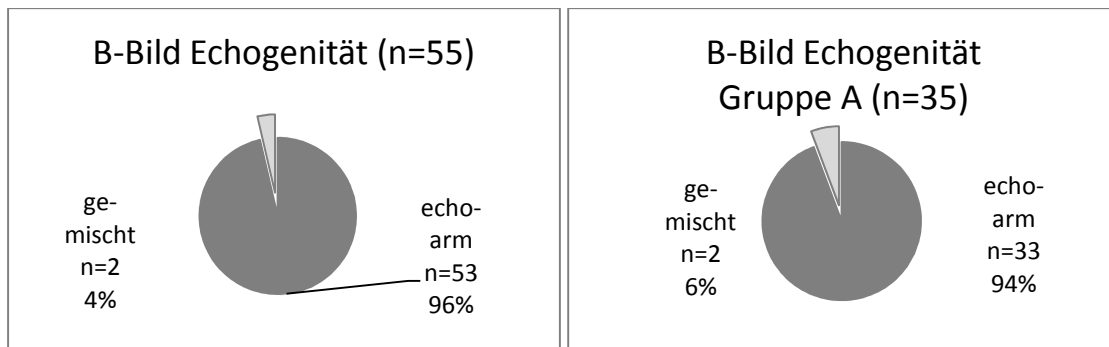 B-Bild Echogenität (n=55)
ge-
mischt
n=2
4%
echo-
arm
n=53
96%
B-Bild Echogenität
Gruppe A (n=35)
ge-
mischt
n=2
6%
echo-
arm
n=33
94%